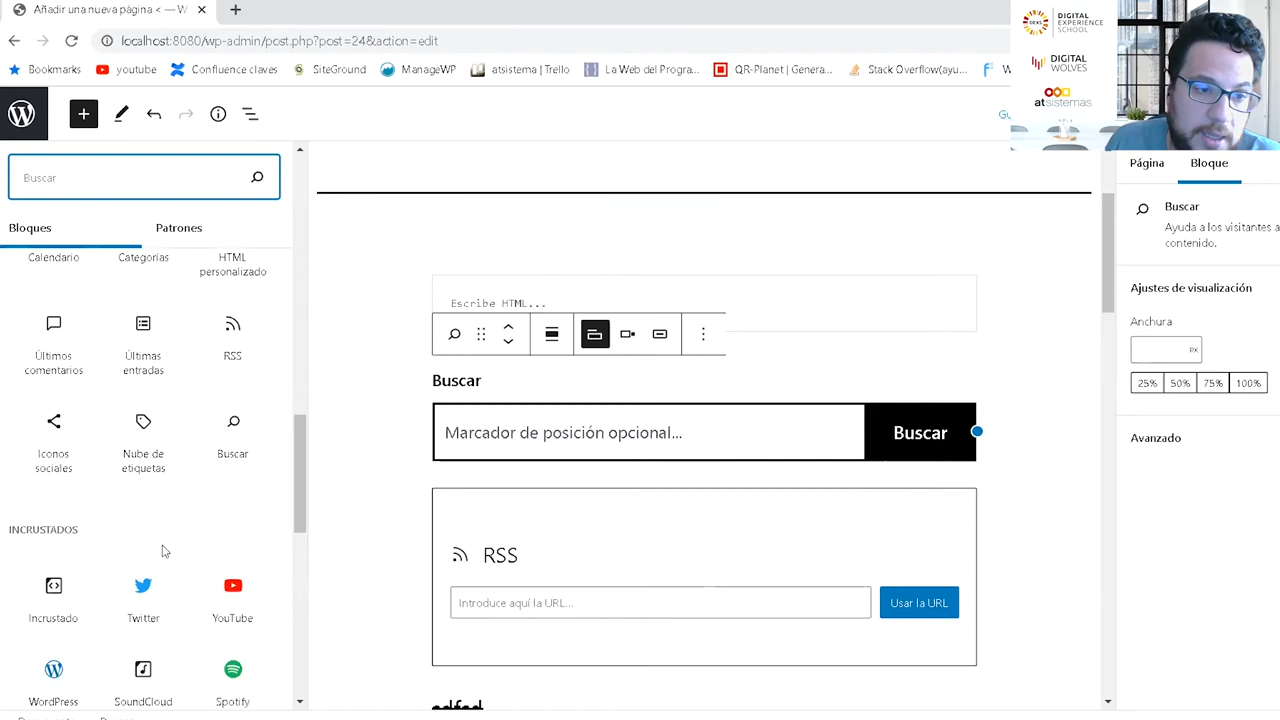 Añadir una nueva página < — W
localhost:8080/wp-admin/post.php?post=24&action=edit
Bookmarks
youtube
Confluence claves
SiteGround
ManageWP
atsistema | Trello
La Web del Progra...
QR-Planet | Genera...
Stack Overflow(ayu...
W
DEXS
DIGITAL
EXPERIENCE
SCHOOL
DIGITAL
WOLVES
atsistemas
Buscar
Bloques
Patrones
Calendario
Categorías
HTML
personalizado
Últimos
comentarios
Últimas
entradas
RSS
Iconos
sociales
Nube de
etiquetas
Buscar
INCRUSTADOS
Incrustado
Twitter
YouTube
WordPress
SoundCloud
Spotify
Escribe HTML...
Buscar
Marcador de posición opcional...
Buscar
RSS
Introduce aquí la URL...
Usar la URL
Página
Bloque
Buscar
Ayuda a los visitantes a
contenido.
Ajustes de visualización
Anchura
PX
25%
50%
75%
100%
Avanzado